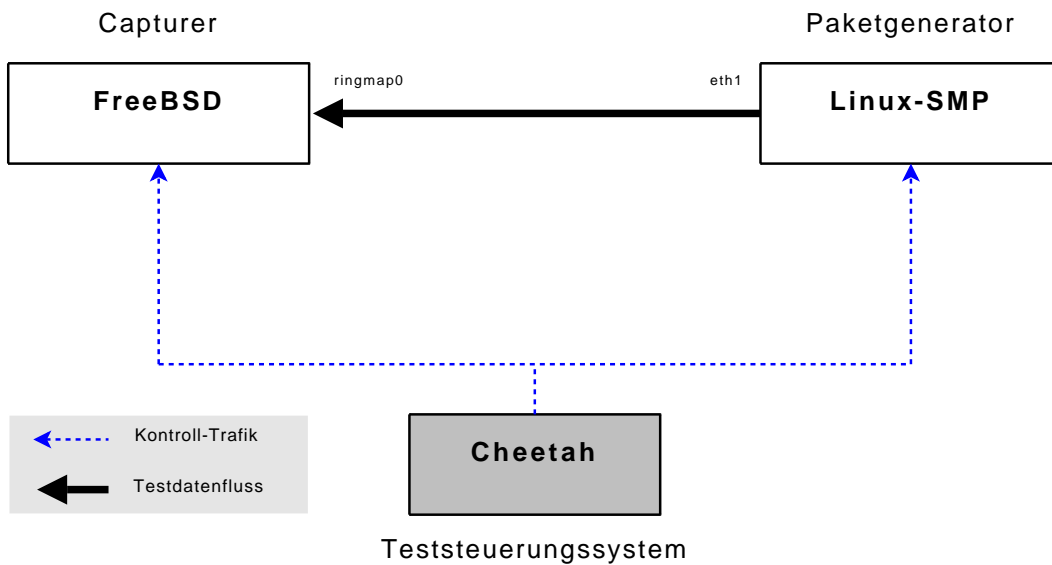 Capturer
Paketgenerator
FreeBSD
ringmap0
eth1
Linux-SMP
Kontroll-Trafik
Testdatenfluss
Cheetah
Teststeuerungssystem